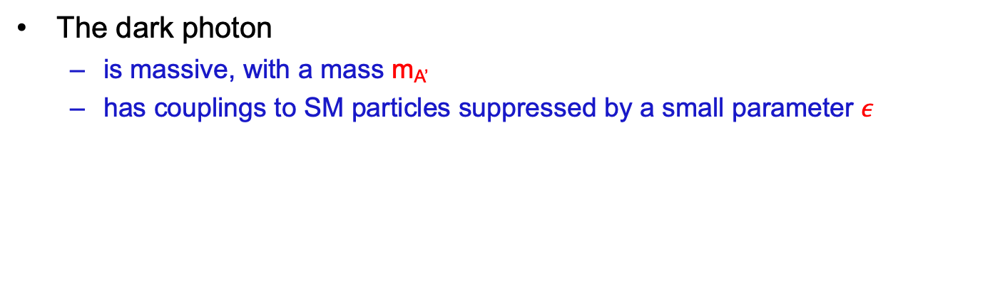 • The dark photon
– is massive, with a mass mA'
– has couplings to SM particles suppressed by a small parameter ϵ